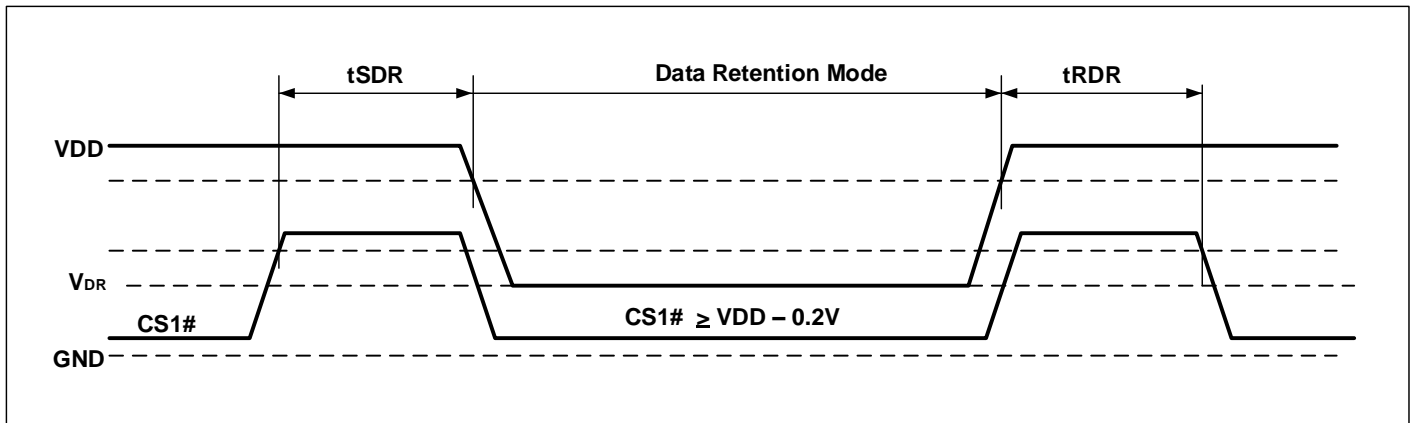 tSDR
Data Retention Mode
tRDR
VDD
VDR
CS1#
CS1# ≥ VDD – 0.2V
GND